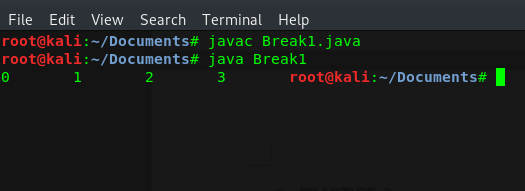 File Edit View Search Terminal Help
root@kali:~/Documents# javac Break1.java
root@kali:~/Documents# java Break1
0 1 2 3 root@kali:~/Documents#